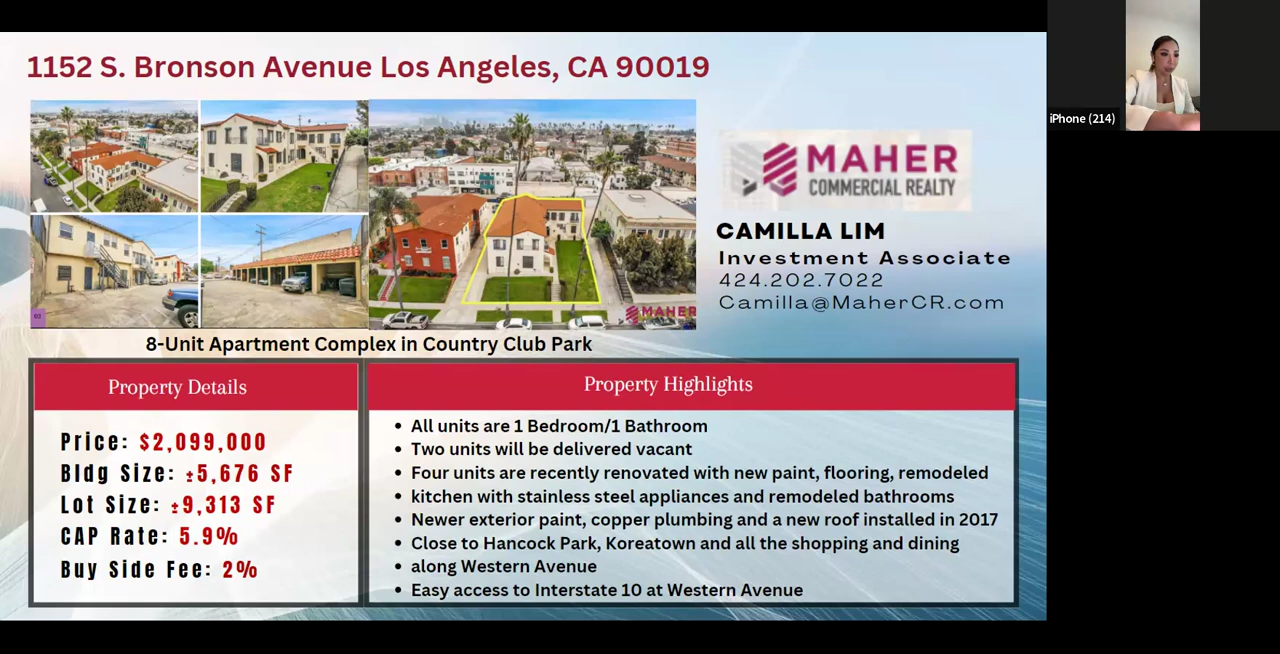 1152 S. Bronson Avenue Los Angeles, CA 90019
iPhone (214)
MAHER
COMMERCIAL REALTY
CAMILLA LIM
Investment Associate
424.202.7022
Camilla@MaherCR.com
03
MAHER
8-Unit Apartment Complex in Country Club Park
Property Details
Price: $2,099,000
Bldg Size: ±5,676 SF
Lot Size: ±9,313 SF
CAP Rate: 5.9%
Buy Side Fee: 2%
Property Highlights
• All units are 1 Bedroom/1 Bathroom
• Two units will be delivered vacant
• Four units are recently renovated with new paint, flooring, remodeled
• kitchen with stainless steel appliances and remodeled bathrooms
• Newer exterior paint, copper plumbing and a new roof installed in 2017
• Close to Hancock Park, Koreatown and all the shopping and dining
• along Western Avenue
• Easy access to Interstate 10 at Western Avenue